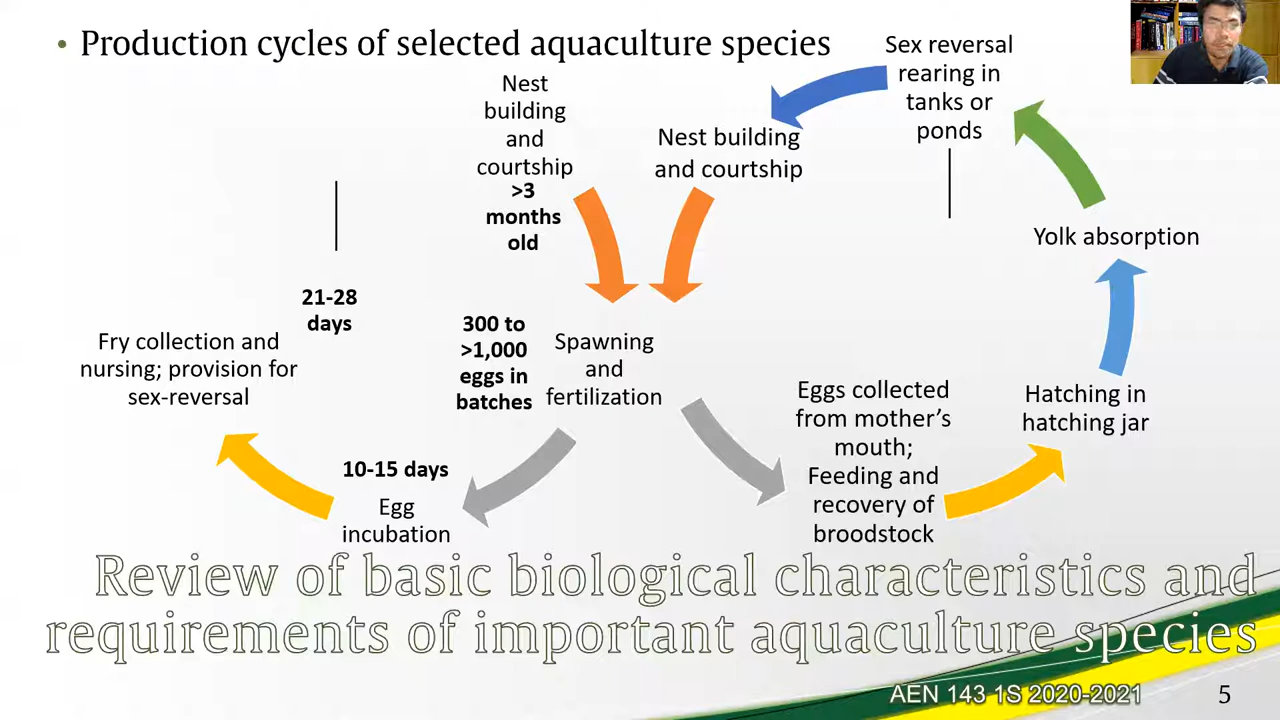 • Production cycles of selected aquaculture species
Nest
building
and
courtship
>3
months
old
Nest building
and courtship
Sex reversal
rearing in
tanks or
ponds
Yolk absorption
21-28
days
Fry collection and
nursing; provision for
sex-reversal
300 to
>1,000
eggs in
batches
Spawning
and
fertilization
Eggs collected
from mother’s
mouth;
Feeding and
recovery of
broodstock
Hatching in
hatching jar
10-15 days
Egg
incubation
Review of basic biological characteristics and
requirements of important aquaculture species
AEN 143 1S 2020-2021
5